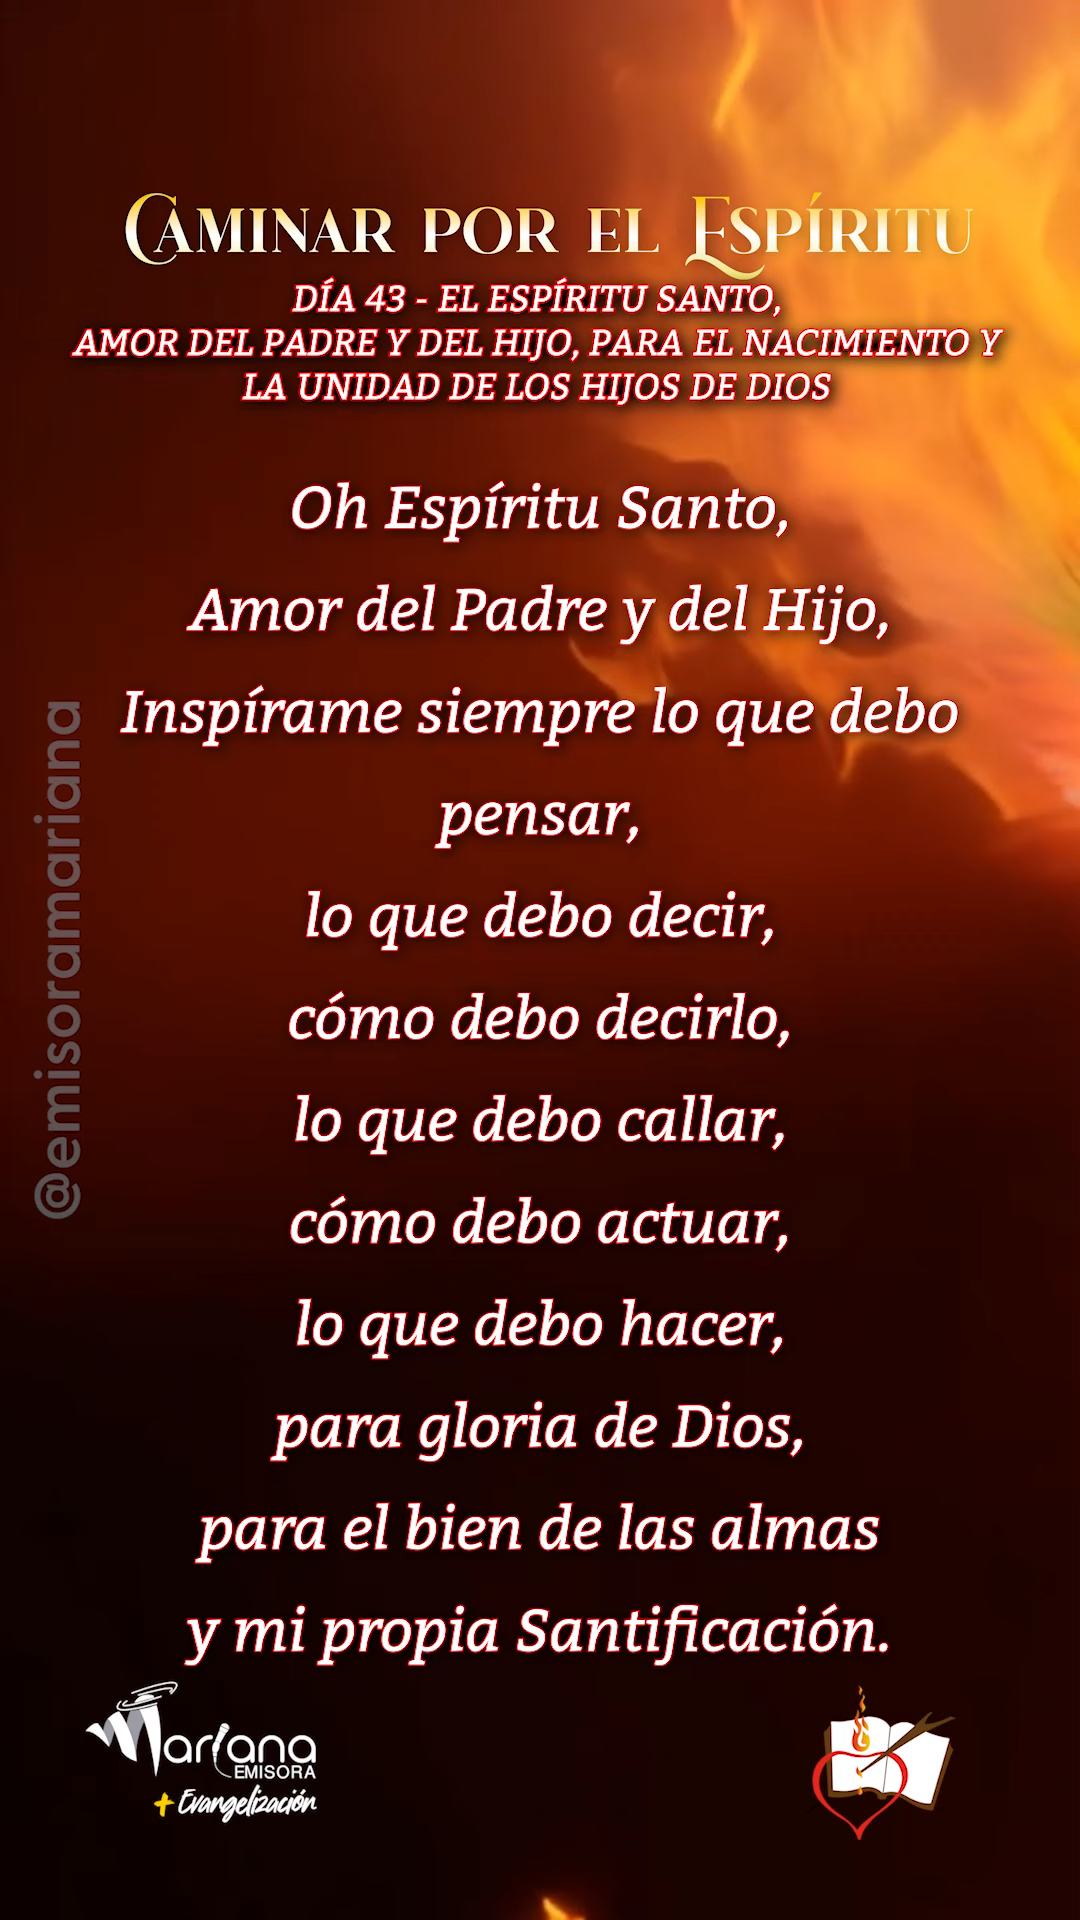 CAMINAR POR EL ESPÍRITU
DÍA 43 - EL ESPÍRITU SANTO,
AMOR DEL PADRE Y DEL HIJO, PARA EL NACIMIENTO Y
LA UNIDAD DE LOS HIJOS DE DIOS
Oh Espíritu Santo,
Amor del Padre y del Hijo,
Inspírame siempre lo que debo
pensar,
lo que debo decir,
cómo debo decirlo,
lo que debo callar,
cómo debo actuar,
lo que debo hacer,
para gloria de Dios,
para el bien de las almas
y mi propia Santificación.
@emisoramariana
Mariana
EMISORA
+ Evangelización